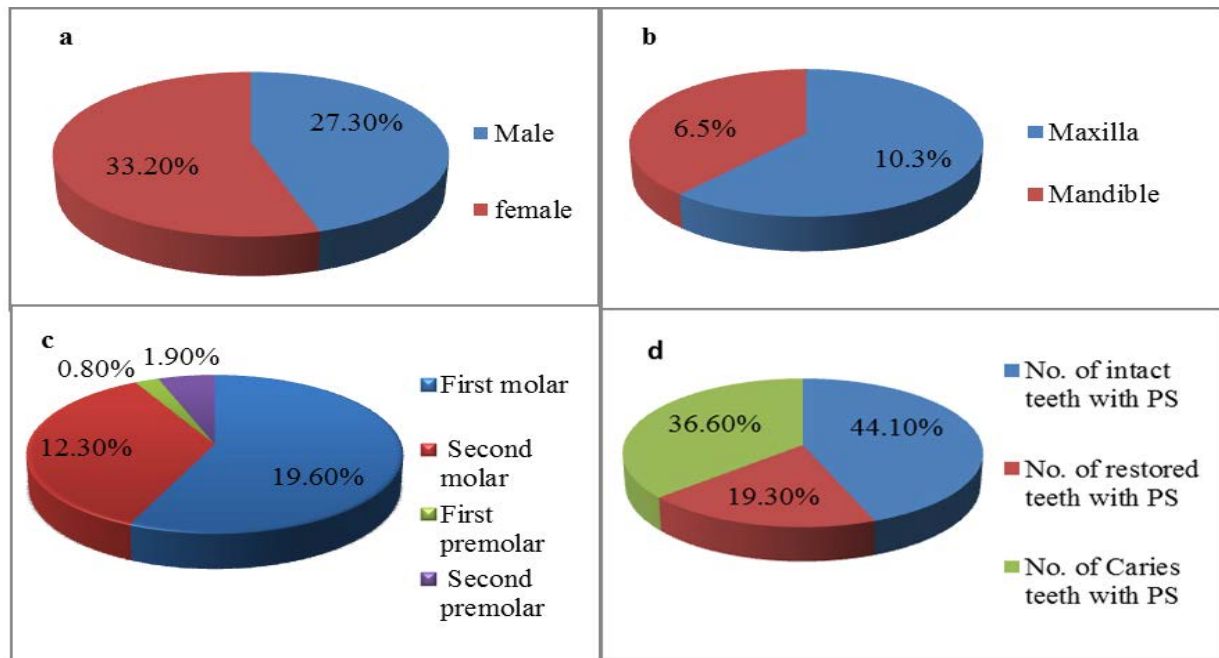 a
27.30%
33.20%
Male
female
b
6.5%
10.3%
Maxilla
Mandible
c
0.80%
1.90%
12.30%
19.60%
First molar
Second
molar
First
premolar
Second
premolar
d
36.60%
44.10%
19.30%
No. of intact
teeth with PS
No. of restored
teeth with PS
No. of Caries
teeth with PS